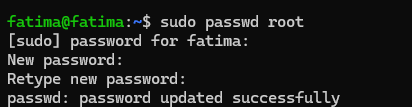 fatima@fatima:~$ sudo passwd root
[sudo] password for fatima:
New password:
Retype new password:
passwd: password updated successfully